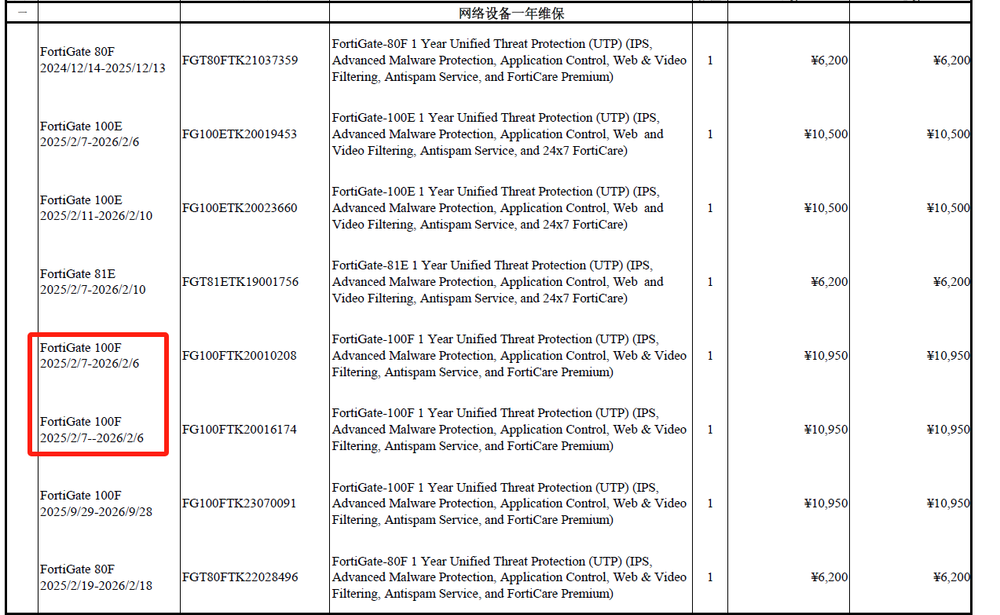 一
网络设备一年维保
FortiGate 80F
2024/12/14-2025/12/13
FGT80FTK21037359
FortiGate-80F 1 Year Unified Threat Protection (UTP) (IPS,
Advanced Malware Protection, Application Control, Web & Video
Filtering, Antispam Service, and FortiCare Premium)
1
¥6,200
¥6,200
FortiGate 100E
2025/2/7-2026/2/6
FG100ETK20019453
FortiGate-100E 1 Year Unified Threat Protection (UTP) (IPS,
Advanced Malware Protection, Application Control, Web  and
Video Filtering, Antispam Service, and 24x7 FortiCare)
1
¥10,500
¥10,500
FortiGate 100E
2025/2/11-2026/2/10
FG100ETK20023660
FortiGate-100E 1 Year Unified Threat Protection (UTP) (IPS,
Advanced Malware Protection, Application Control, Web  and
Video Filtering, Antispam Service, and 24x7 FortiCare)
1
¥10,500
¥10,500
FortiGate 81E
2025/2/7-2026/2/10
FGT81ETK19001756
FortiGate-81E 1 Year Unified Threat Protection (UTP) (IPS,
Advanced Malware Protection, Application Control, Web  and
Video Filtering, Antispam Service, and 24x7 FortiCare)
1
¥6,200
¥6,200
FortiGate 100F
2025/2/7-2026/2/6
FG100FTK20010208
FortiGate-100F 1 Year Unified Threat Protection (UTP) (IPS,
Advanced Malware Protection, Application Control, Web & Video
Filtering, Antispam Service, and FortiCare Premium)
1
¥10,950
¥10,950
FortiGate 100F
2025/2/7--2026/2/6
FG100FTK20016174
FortiGate-100F 1 Year Unified Threat Protection (UTP) (IPS,
Advanced Malware Protection, Application Control, Web & Video
Filtering, Antispam Service, and FortiCare Premium)
1
¥10,950
¥10,950
FortiGate 100F
2025/9/29-2026/9/28
FG100FTK23070091
FortiGate-100F 1 Year Unified Threat Protection (UTP) (IPS,
Advanced Malware Protection, Application Control, Web & Video
Filtering, Antispam Service, and FortiCare Premium)
1
¥10,950
¥10,950
FortiGate 80F
2025/2/19-2026/2/18
FGT80FTK22028496
FortiGate-80F 1 Year Unified Threat Protection (UTP) (IPS,
Advanced Malware Protection, Application Control, Web & Video
Filtering, Antispam Service, and FortiCare Premium)
1
¥6,200
¥6,200